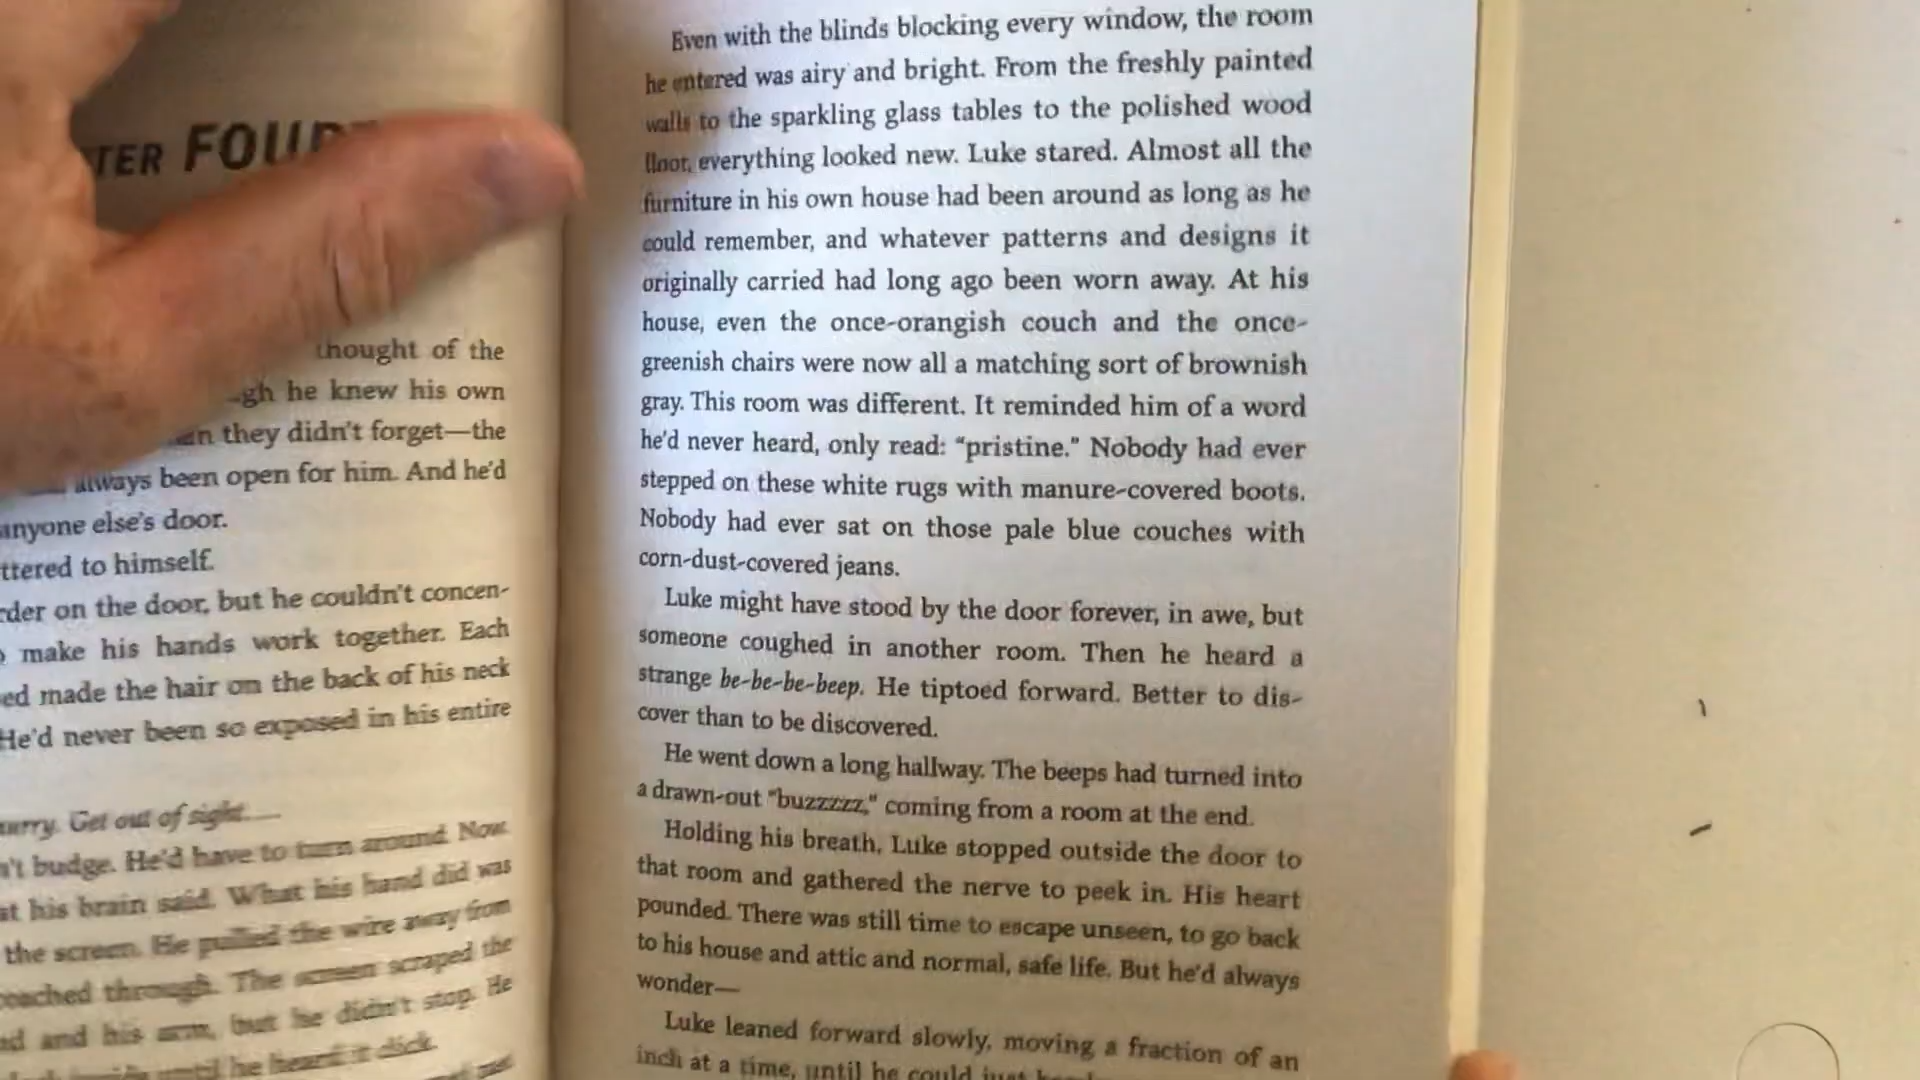 TER FOURT
thought of the
gh he knew his own
an they didn't forget—the
always been open for him. And he'd
anyone else's door.
ttered to himself.
rder on the door, but he couldn't concen-
make his hands work together. Each
ed made the hair on the back of his neck
He'd never been so exposed in his entire
urry. Get out of sight.—
't budge. He'd have to turn around. Now.
at his brain said. What his hand did was
the screen. He pulled the wire away from
reached through. The screen scraped the
nd and his arm, but he didn't stop. He
until he heard it click.
Even with the blinds blocking every window, the room
he entered was airy and bright. From the freshly painted
walls to the sparkling glass tables to the polished wood
floor, everything looked new. Luke stared. Almost all the
furniture in his own house had been around as long as he
could remember, and whatever patterns and designs it
originally carried had long ago been worn away. At his
house, even the once-orangish couch and the once-
greenish chairs were now all a matching sort of brownish
gray. This room was different. It reminded him of a word
he'd never heard, only read: “pristine.” Nobody had ever
stepped on these white rugs with manure-covered boots.
Nobody had ever sat on those pale blue couches with
corn-dust-covered jeans.
Luke might have stood by the door forever, in awe, but
someone coughed in another room. Then he heard a
strange be-be-be-beep. He tiptoed forward. Better to dis-
cover than to be discovered.
He went down a long hallway. The beeps had turned into
a drawn-out “buzzzzz,” coming from a room at the end.
Holding his breath, Luke stopped outside the door to
that room and gathered the nerve to peek in. His heart
pounded. There was still time to escape unseen, to go back
to his house and attic and normal, safe life. But he'd always
wonder—
Luke leaned forward slowly, moving a fraction of an
inch at a time, until he could just